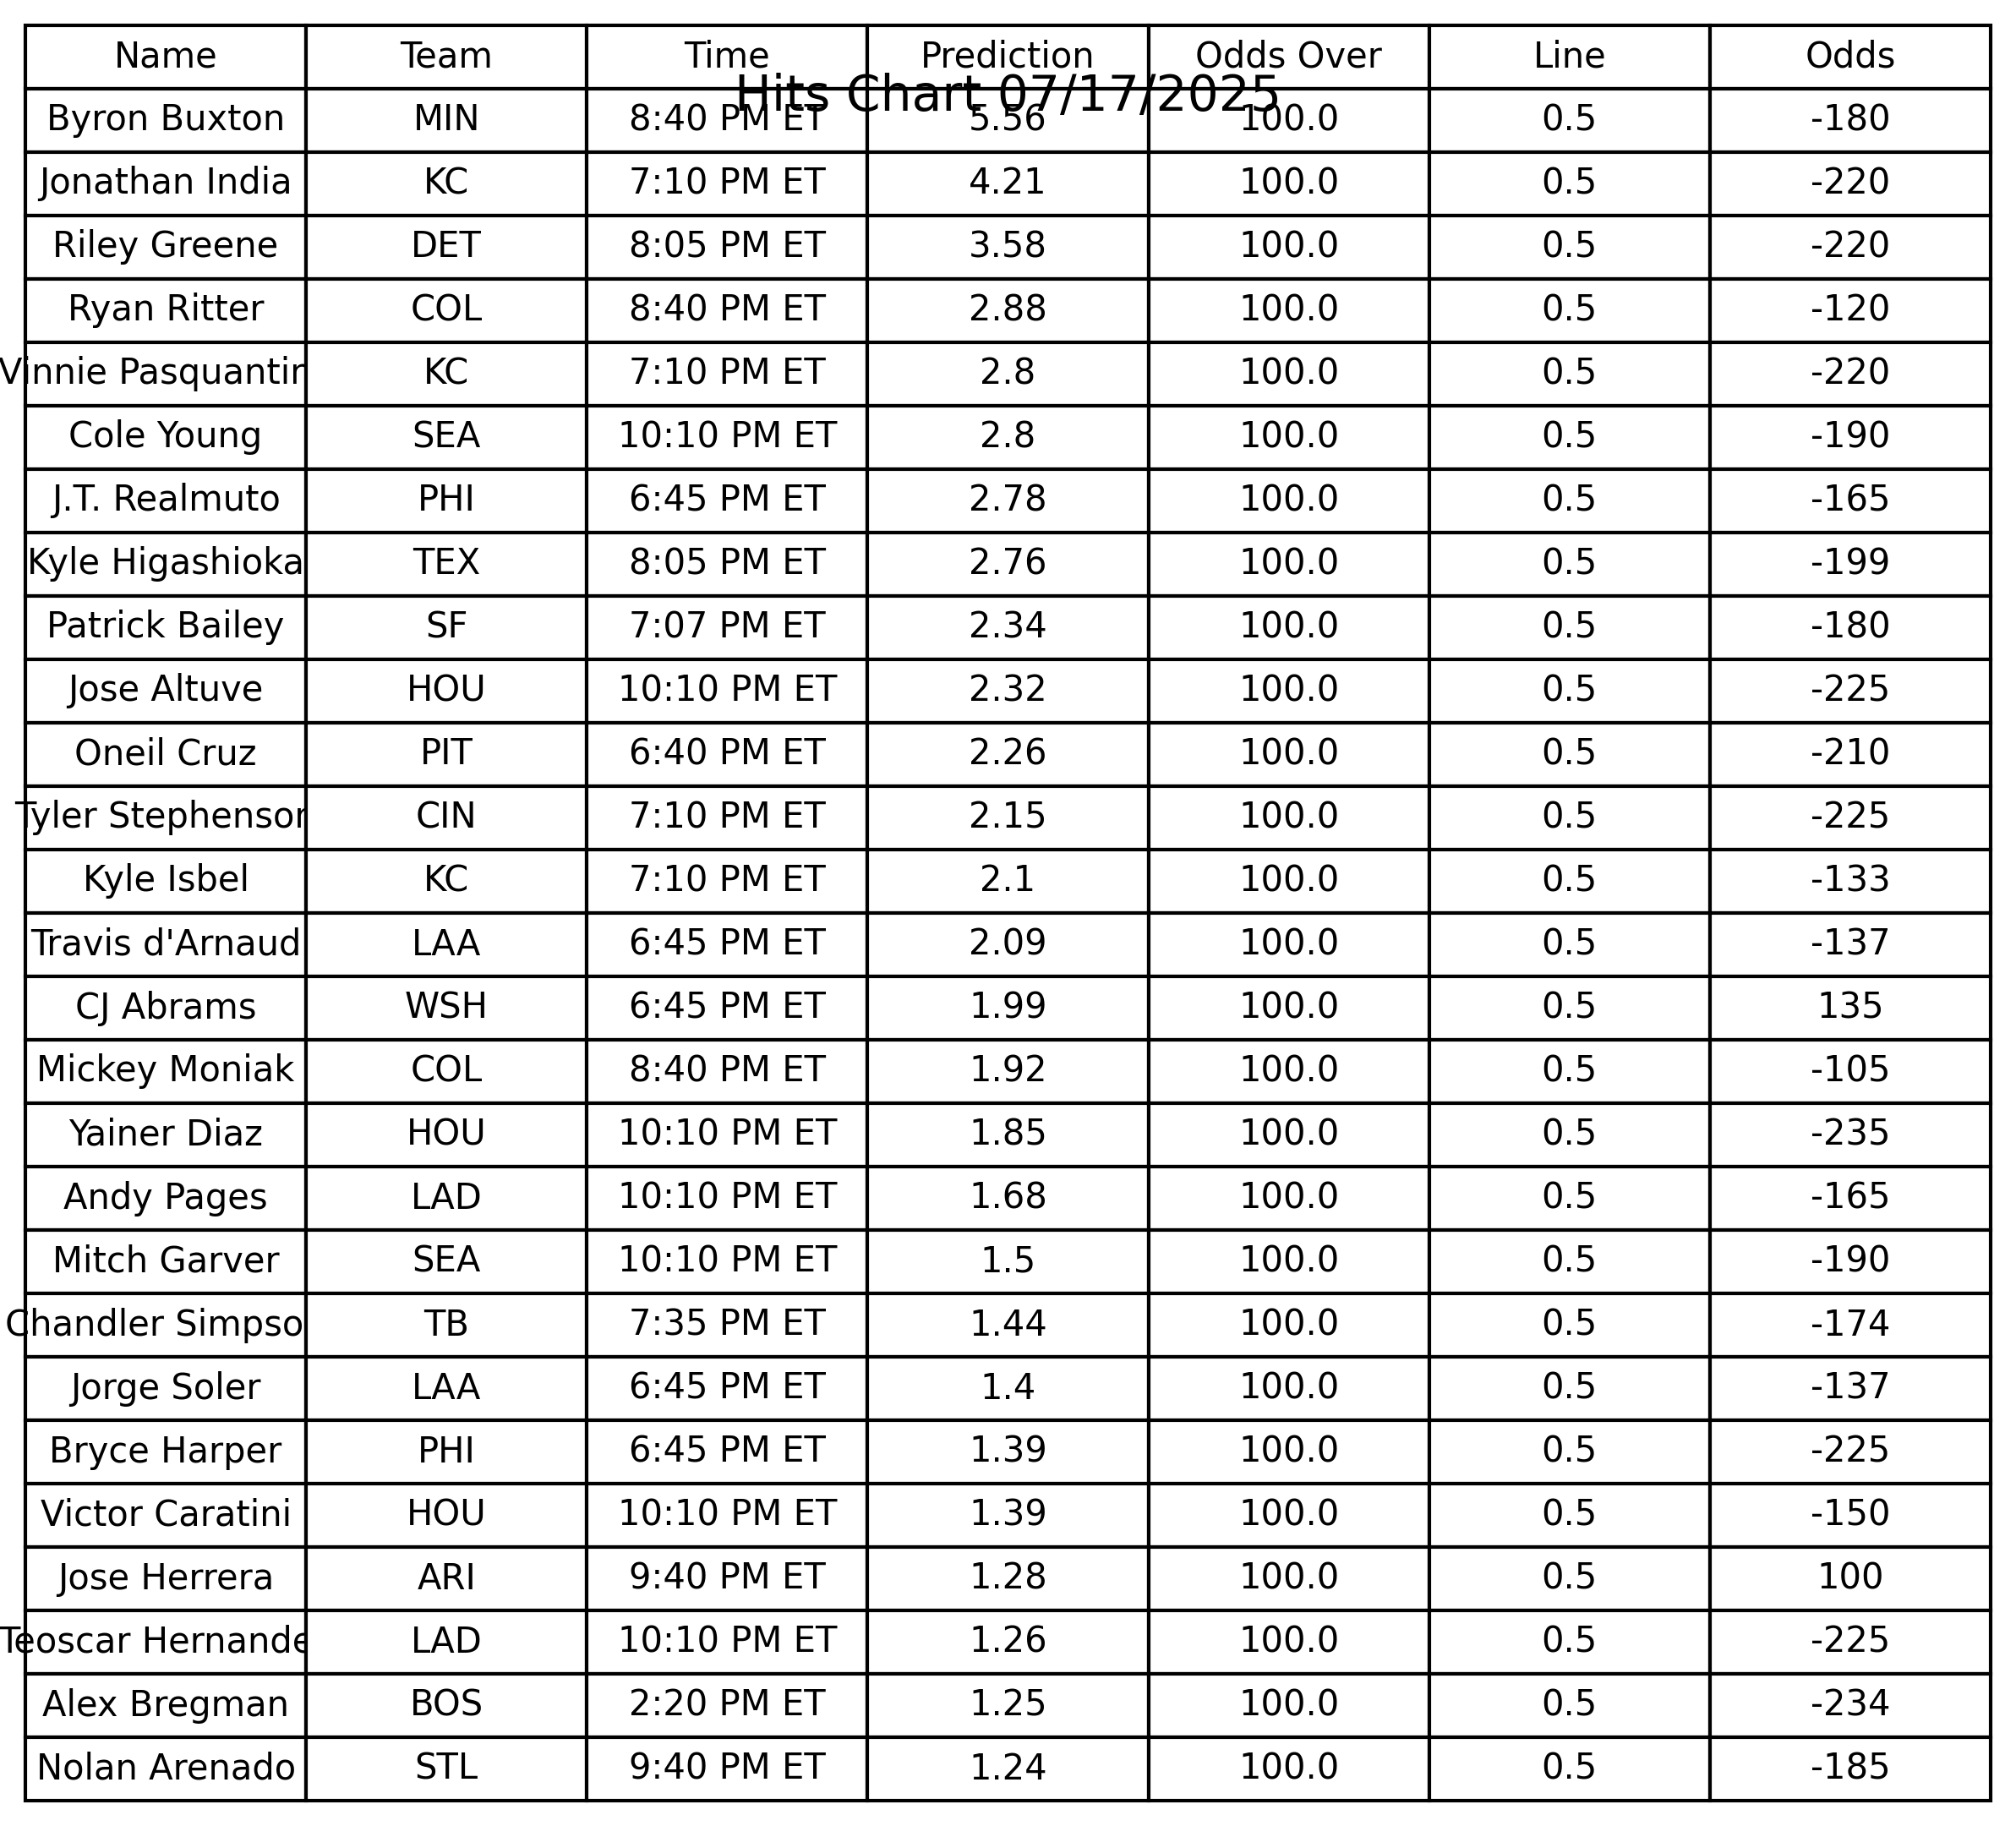 Name Team Time Prediction Odds Over Line Odds
Hits Chart 07/17/2025
Byron Buxton MIN 8:40 PM ET 5.56 100.0 0.5 -180
Jonathan India KC 7:10 PM ET 4.21 100.0 0.5 -220
Riley Greene DET 8:05 PM ET 3.58 100.0 0.5 -220
Ryan Ritter COL 8:40 PM ET 2.88 100.0 0.5 -120
Vinnie Pasquantin KC 7:10 PM ET 2.8 100.0 0.5 -220
Cole Young SEA 10:10 PM ET 2.8 100.0 0.5 -190
J.T. Realmuto PHI 6:45 PM ET 2.78 100.0 0.5 -165
Kyle Higashioka TEX 8:05 PM ET 2.76 100.0 0.5 -199
Patrick Bailey SF 7:07 PM ET 2.34 100.0 0.5 -180
Jose Altuve HOU 10:10 PM ET 2.32 100.0 0.5 -225
Oneil Cruz PIT 6:40 PM ET 2.26 100.0 0.5 -210
Tyler Stephenson CIN 7:10 PM ET 2.15 100.0 0.5 -225
Kyle Isbel KC 7:10 PM ET 2.1 100.0 0.5 -133
Travis d'Arnaud LAA 6:45 PM ET 2.09 100.0 0.5 -137
CJ Abrams WSH 6:45 PM ET 1.99 100.0 0.5 135
Mickey Moniak COL 8:40 PM ET 1.92 100.0 0.5 -105
Yainer Diaz HOU 10:10 PM ET 1.85 100.0 0.5 -235
Andy Pages LAD 10:10 PM ET 1.68 100.0 0.5 -165
Mitch Garver SEA 10:10 PM ET 1.5 100.0 0.5 -190
Chandler Simpso TB 7:35 PM ET 1.44 100.0 0.5 -174
Jorge Soler LAA 6:45 PM ET 1.4 100.0 0.5 -137
Bryce Harper PHI 6:45 PM ET 1.39 100.0 0.5 -225
Victor Caratini HOU 10:10 PM ET 1.39 100.0 0.5 -150
Jose Herrera ARI 9:40 PM ET 1.28 100.0 0.5 100
Teoscar Hernande LAD 10:10 PM ET 1.26 100.0 0.5 -225
Alex Bregman BOS 2:20 PM ET 1.25 100.0 0.5 -234
Nolan Arenado STL 9:40 PM ET 1.24 100.0 0.5 -185